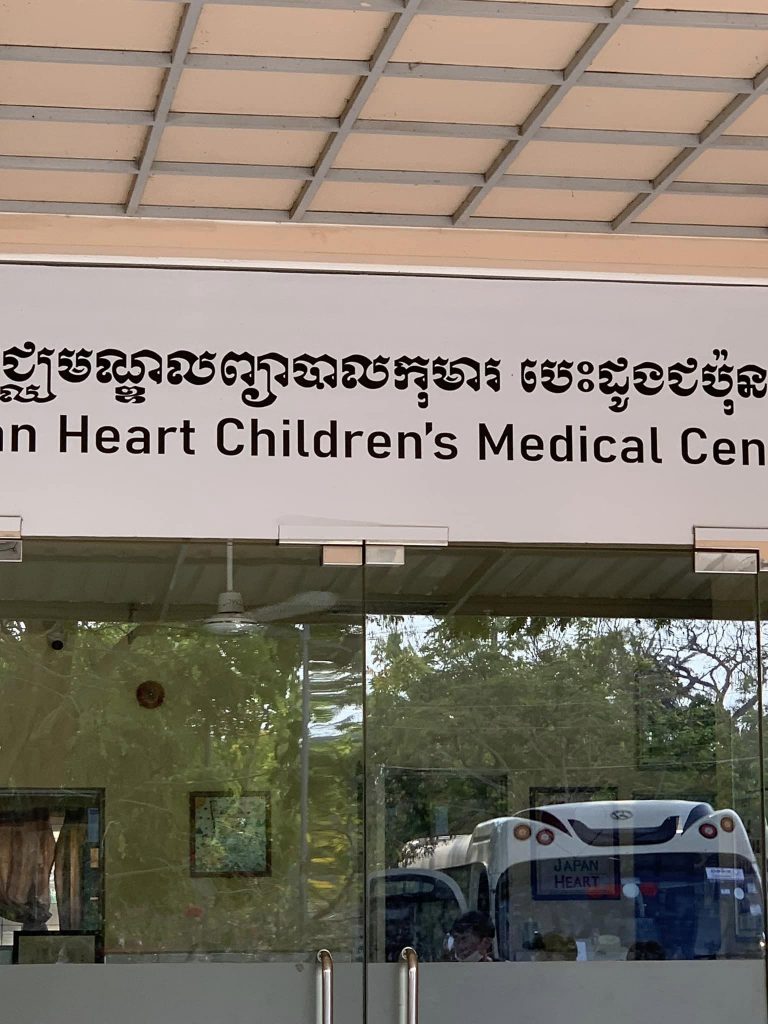 ជ្ឈមណ្ឌលព្យាបាលកុមារ បេះដូងជប៉ុន
an Heart Children's Medical Cen
JAPAN
HEART